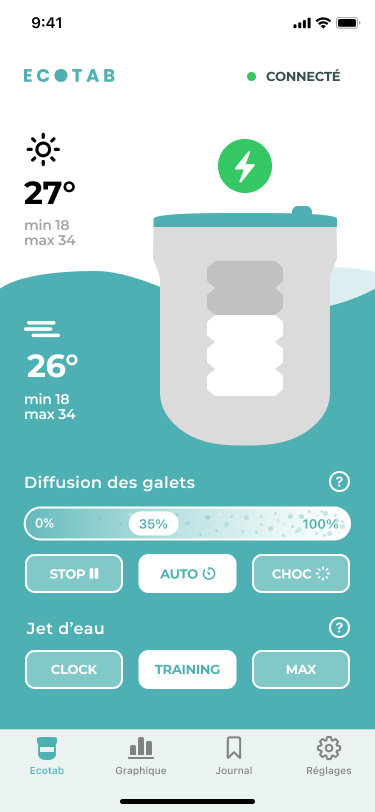 9:41
ECOTAB
CONNECTÉ
27°
min 18
max 34
26°
min 18
max 34
Diffusion des galets
?
0% 35% 100%
STOP AUTO CHOC
Jet d'eau
?
CLOCK TRAINING MAX
Ecotab Graphique Journal Réglages